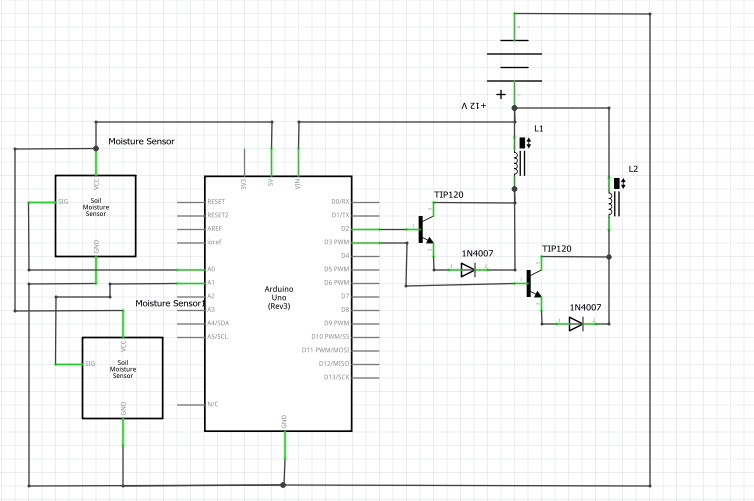 +12 V
L1
Moisture Sensor
L2
VCC
3V3
5V
VIN
Soil
Moisture
Sensor
SIG
GND
TIP120
RESET
RESET2
AREF
ioref
A0
A1
A2
A3
A4/SDA
A5/SCL
N/C
Arduino
Uno
(Rev3)
D0/RX
D1/TX
D2
D3 PWM
D4
D5 PWM
D6 PWM
D7
D8
D9 PWM
D10 PWM/SS
D11 PWM/MOSI
D12/MISO
D13/SCK
GND
1N4007
TIP120
1N4007
Moisture Sensor1
VCC
Soil
Moisture
Sensor
SIG
GND